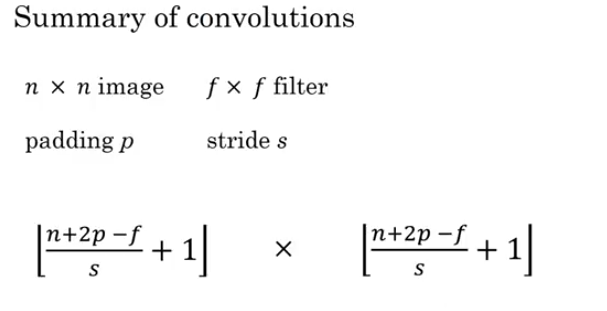 Summary of convolutions
n × n image f × f filter
padding p stride s
⌊(n+2p −f)/s + 1⌋ × ⌊(n+2p −f)/s + 1⌋